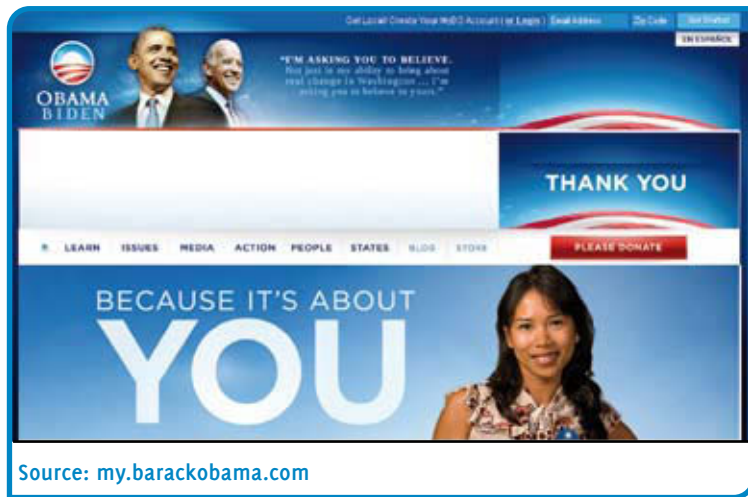 Get Local! Create Your MyBO Account (or Login) Email Address Zip Code Get Started
EN ESPAÑOL
OBAMA
BIDEN
"I'M ASKING YOU TO BELIEVE.
Not just in my ability to bring about
real change in Washington ... I'm
asking you to believe in yours."
THANK YOU
LEARN ISSUES MEDIA ACTION PEOPLE STATES BLOG STORE
PLEASE DONATE
BECAUSE IT'S ABOUT
YOU
Source: my.barackobama.com